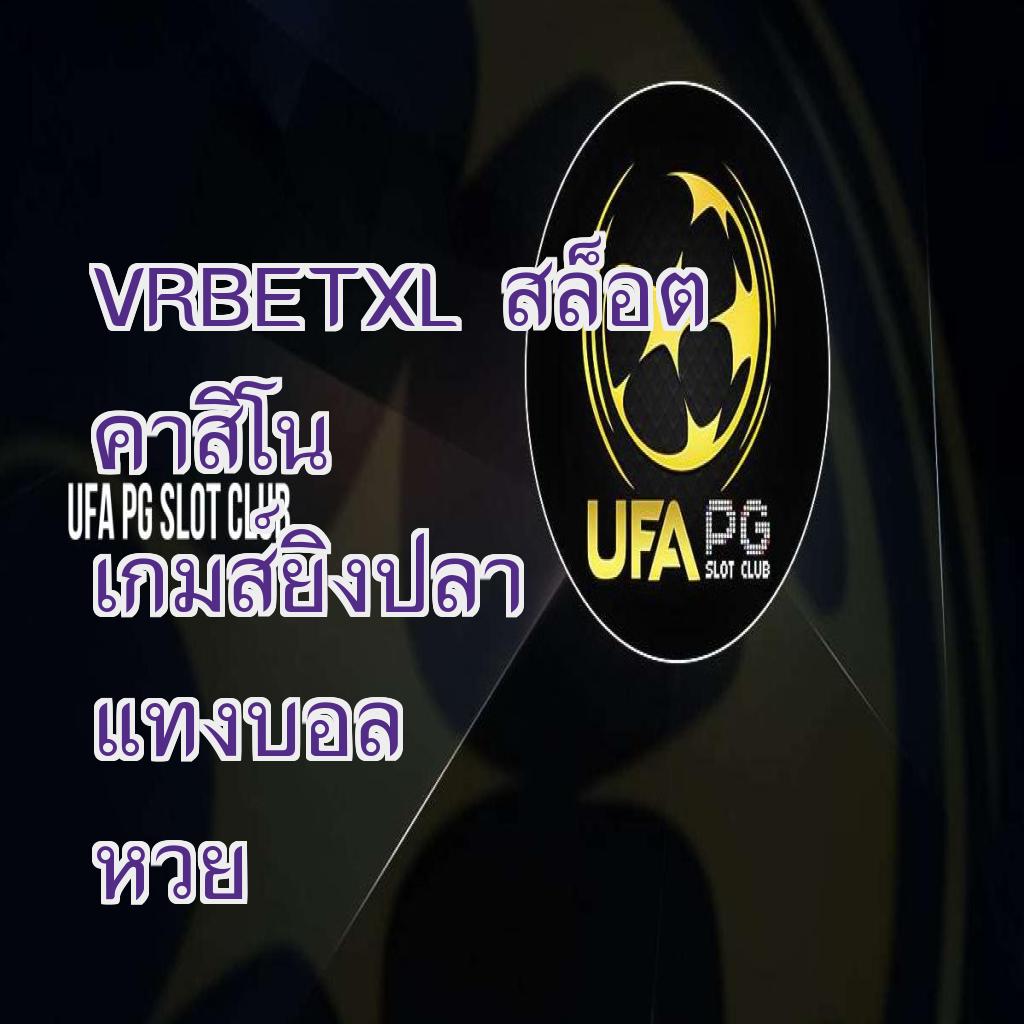 VRBETXL สล็อต
คาสิโน
UFA PG SLOT CLUB
เกมส์ยิงปลา
แทงบอล
หวย
UFA PG
SLOT CLUB